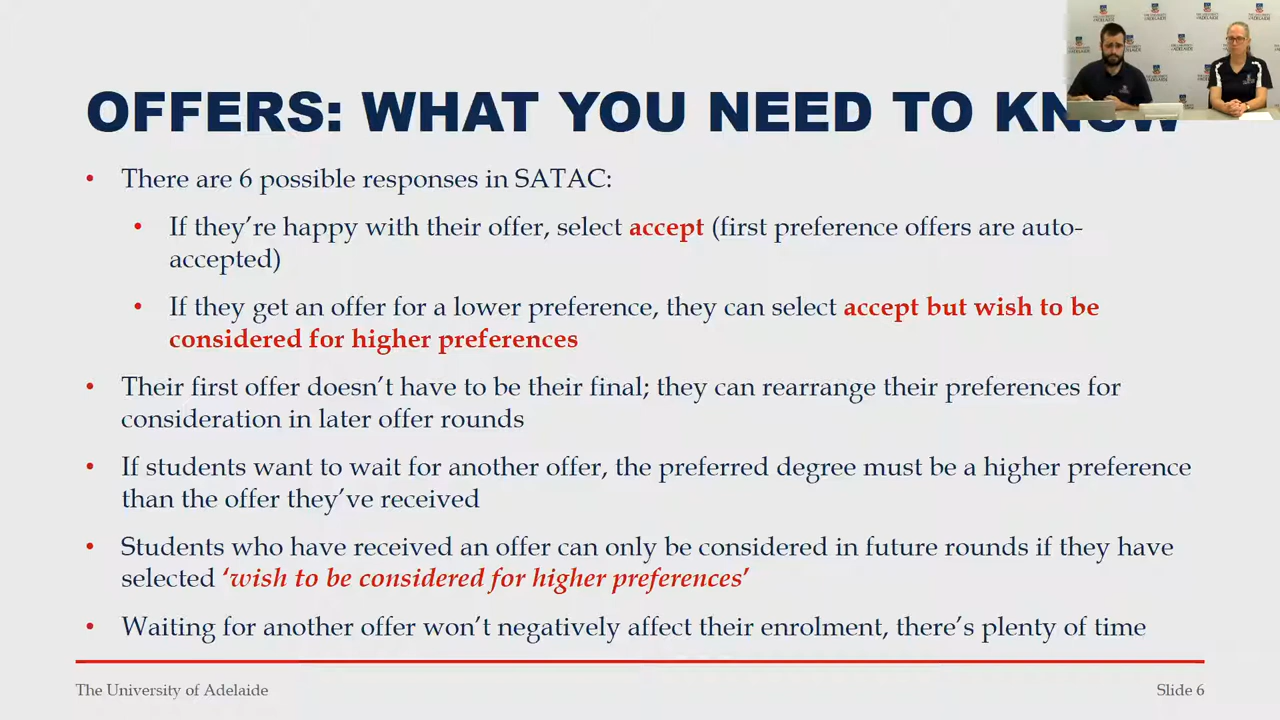 OFFERS: WHAT YOU NEED TO KNOW
• There are 6 possible responses in SATAC:
• If they're happy with their offer, select accept (first preference offers are auto-
accepted)
• If they get an offer for a lower preference, they can select accept but wish to be
considered for higher preferences
• Their first offer doesn't have to be their final; they can rearrange their preferences for
consideration in later offer rounds
• If students want to wait for another offer, the preferred degree must be a higher preference
than the offer they've received
• Students who have received an offer can only be considered in future rounds if they have
selected 'wish to be considered for higher preferences'
• Waiting for another offer won't negatively affect their enrolment, there's plenty of time
The University of Adelaide
Slide 6